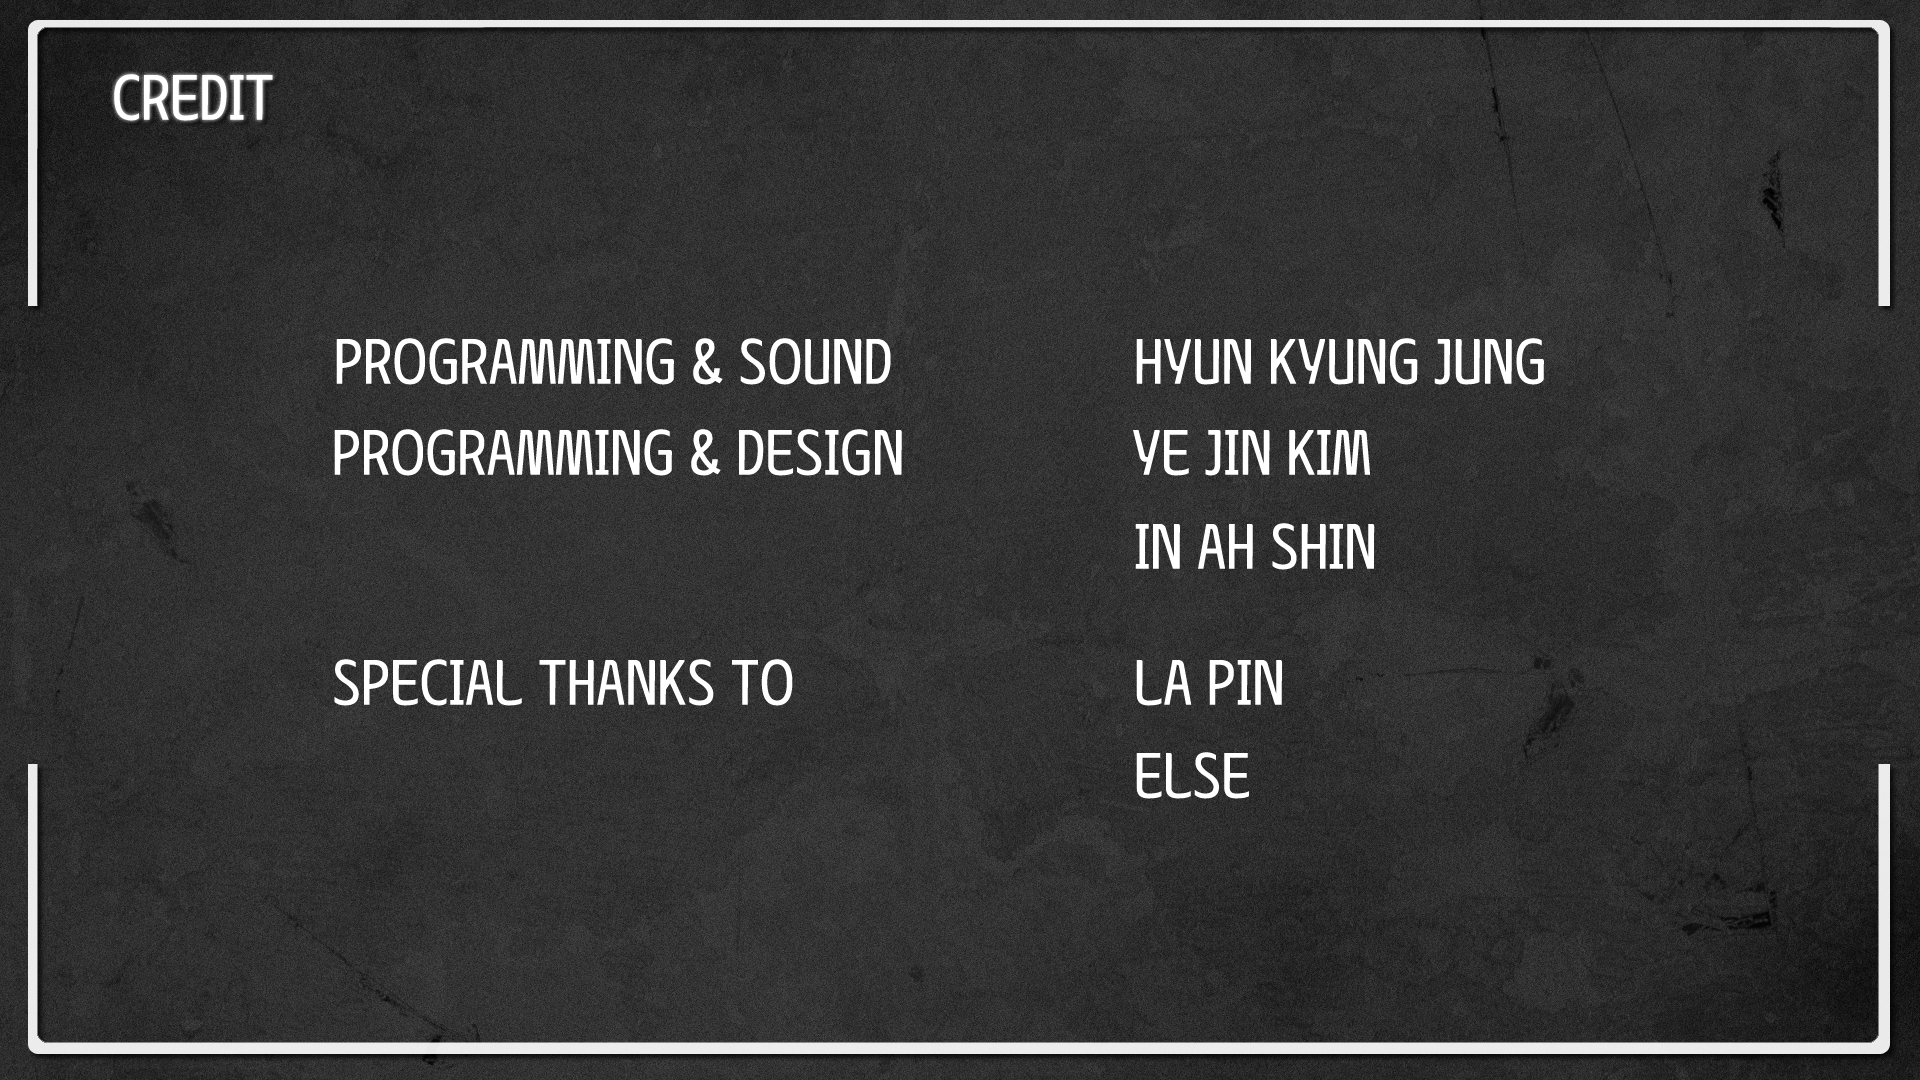 CREDIT
PROGRAMMING & SOUND HYUN KYUNG JUNG
PROGRAMMING & DESIGN YE JIN KIM
IN AH SHIN
SPECIAL THANKS TO LA PIN
ELSE